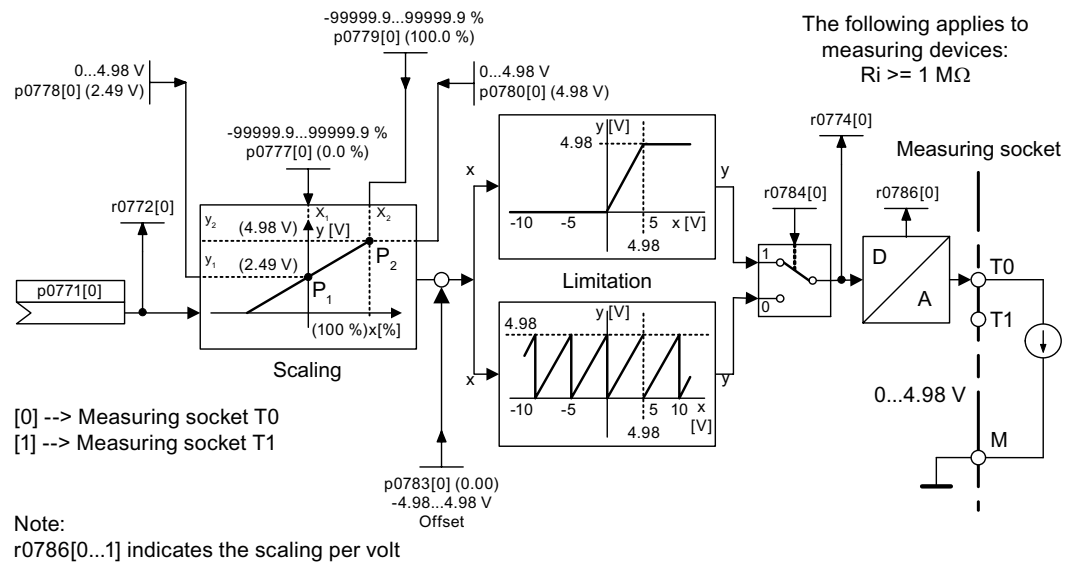 -99999.9...99999.9 %
p0779[0] (100.0 %)
The following applies to
measuring devices:
Ri >= 1 MΩ
0...4.98 V
p0778[0] (2.49 V)
0...4.98 V
p0780[0] (4.98 V)
-99999.9...99999.9 %
p0777[0] (0.0 %)
r0772[0]
r0774[0]
Measuring socket
r0784[0]
r0786[0]
y [V]
4.98
x
y
-10 -5 5 x [V]
4.98
X1 X2
y2 (4.98 V) y [V]
P2
y1 (2.49 V)
P1
(100 %) x[%]
Scaling
p0771[0]
Limitation
1
0
D
A
T0
T1
y [V]
4.98
x
y
-10 -5 5 10 x
[V]
4.98
0...4.98 V
M
[0] --> Measuring socket T0
[1] --> Measuring socket T1
p0783[0] (0.00)
-4.98...4.98 V
Offset
Note:
r0786[0...1] indicates the scaling per volt